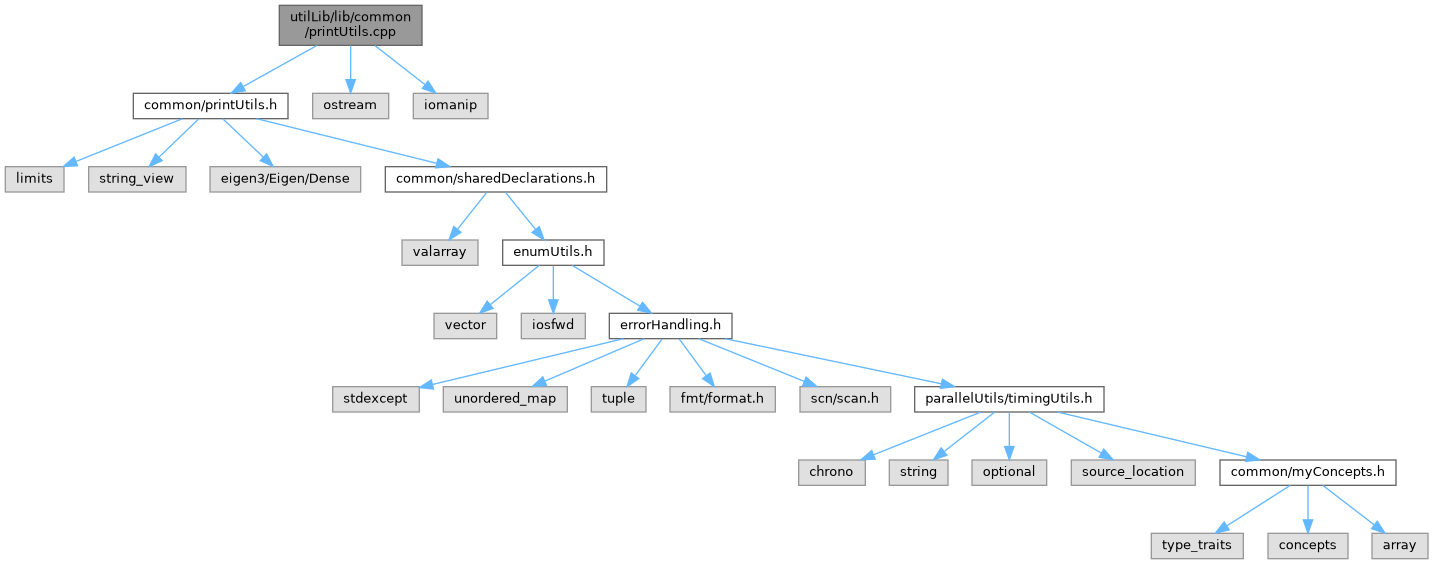 utilLib/lib/common
/printUtils.cpp
common/printUtils.h
ostream
iomanip
limits
string_view
eigen3/Eigen/Dense
common/sharedDeclarations.h
valarray
enumUtils.h
vector
iosfwd
errorHandling.h
stdexcept
unordered_map
tuple
fmt/format.h
scn/scan.h
parallelUtils/timingUtils.h
chrono
string
optional
source_location
common/myConcepts.h
type_traits
concepts
array